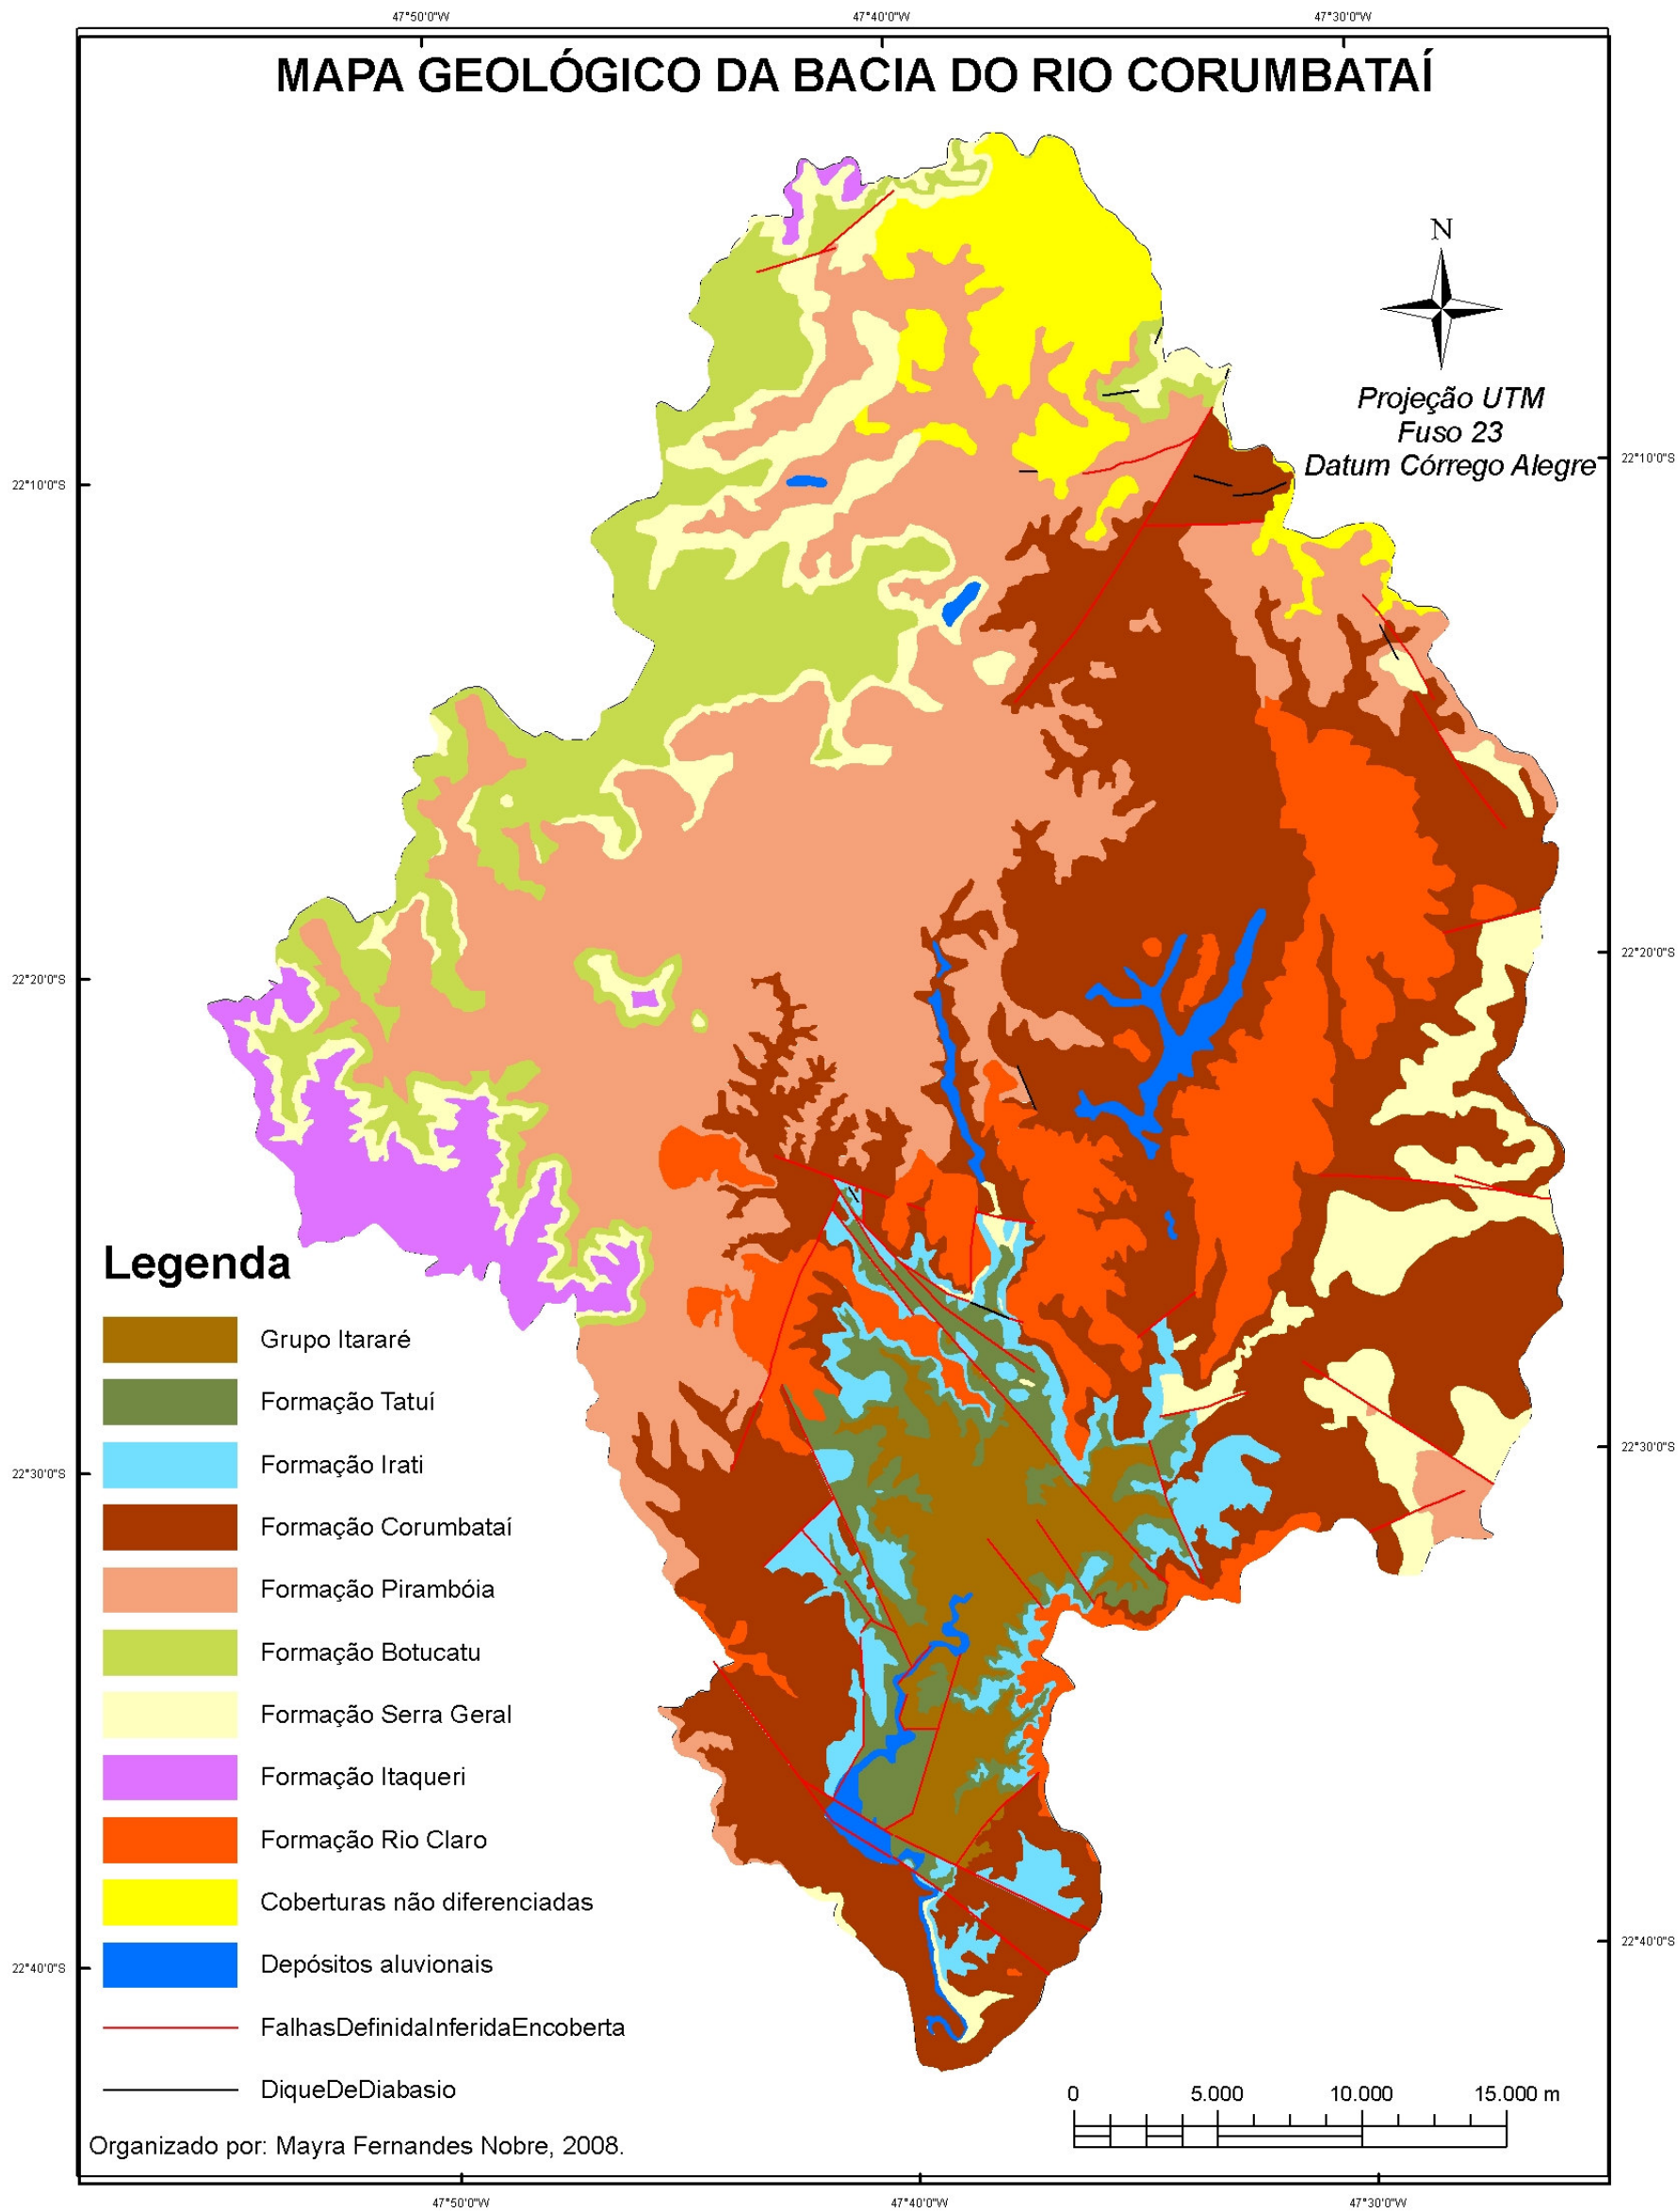 47°50'0"W 47°40'0"W 47°30'0"W
MAPA GEOLÓGICO DA BACIA DO RIO CORUMBATAÍ
N
Projeção UTM
Fuso 23
Datum Córrego Alegre
22°10'0"S 22°10'0"S
22°20'0"S 22°20'0"S
Legenda
Grupo Itararé
Formação Tatuí
Formação Irati
Formação Corumbataí
Formação Pirambóia
Formação Botucatu
Formação Serra Geral
Formação Itaqueri
Formação Rio Claro
Coberturas não diferenciadas
Depósitos aluvionais
FalhasDefinidaInferidaEncoberta
DiqueDeDiabasio
22°30'0"S 22°30'0"S
22°40'0"S 22°40'0"S
0 5.000 10.000 15.000 m
Organizado por: Mayra Fernandes Nobre, 2008.
47°50'0"W 47°40'0"W 47°30'0"W